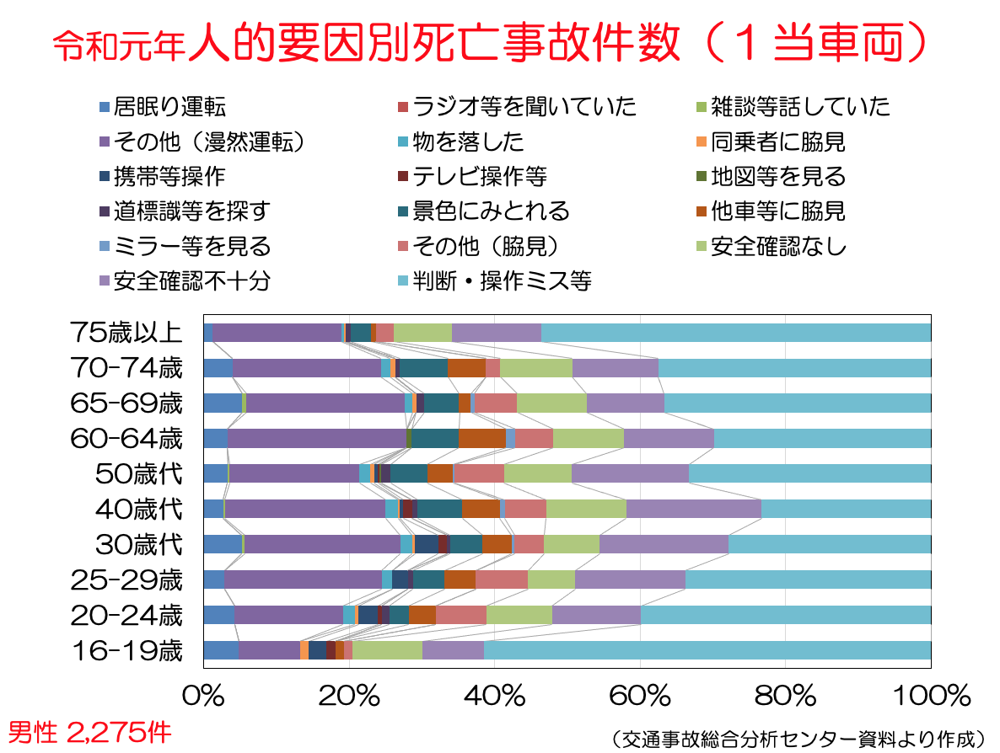 令和元年人的要因別死亡事故件数（１当車両）
居眠り運転 ラジオ等を聞いていた 雑談等話していた
その他（漫然運転） 物を落した 同乗者に脇見
携帯等操作 テレビ操作等 地図等を見る
道標識等を探す 景色にみとれる 他車等に脇見
ミラー等を見る その他（脇見） 安全確認なし
安全確認不十分 判断・操作ミス等
75歳以上
70-74歳
65-69歳
60-64歳
50歳代
40歳代
30歳代
25-29歳
20-24歳
16-19歳
0% 20% 40% 60% 80% 100%
男性 2,275件
（交通事故総合分析センター資料より作成）